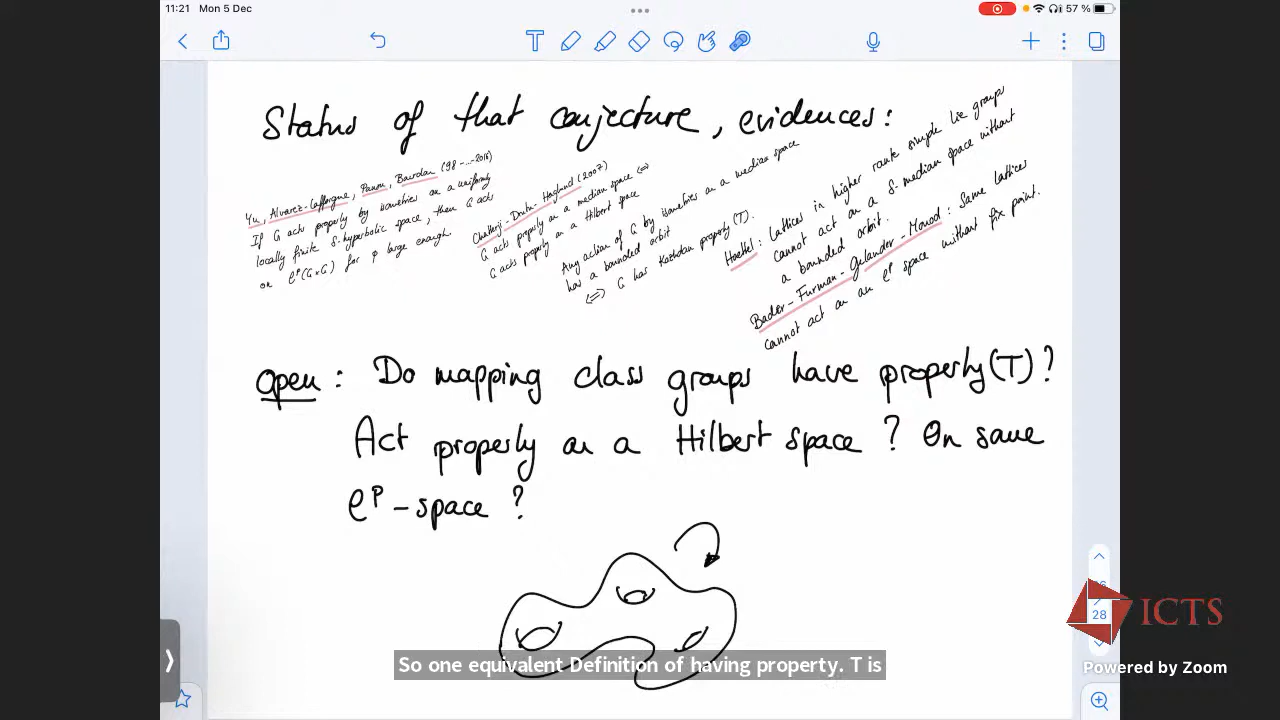 11:21 Mon 5 Dec
57 %
Status of that conjecture, evidences:
Yu, Alvarez-Lafforgue, Pansu, Bourdon (98-...-2016)
If G acts properly by isometries on a uniformly
locally finite δ-hyperbolic space, then G acts
on ℓᵖ(G×G) for p large enough
Chatterji-Drutu-Haglund (2007)
G acts properly on a median space ⇔
G acts properly on a Hilbert space
Any action of G by isometries on a median space
has a bounded orbit
⇔ G has Kazhdan property (T).
Haettel: Lattices in higher rank simple Lie groups
cannot act on a δ-median space without
a bounded orbit.
Bader-Furman-Gelander-Monod: Same lattices
cannot act on an ℓᵖ space without fix point.
open: Do mapping class groups have property (T)?
Act properly on a Hilbert space? On some
ℓᵖ-space?
28
ICTS
So one equivalent Definition of having property. T is
Powered by Zoom